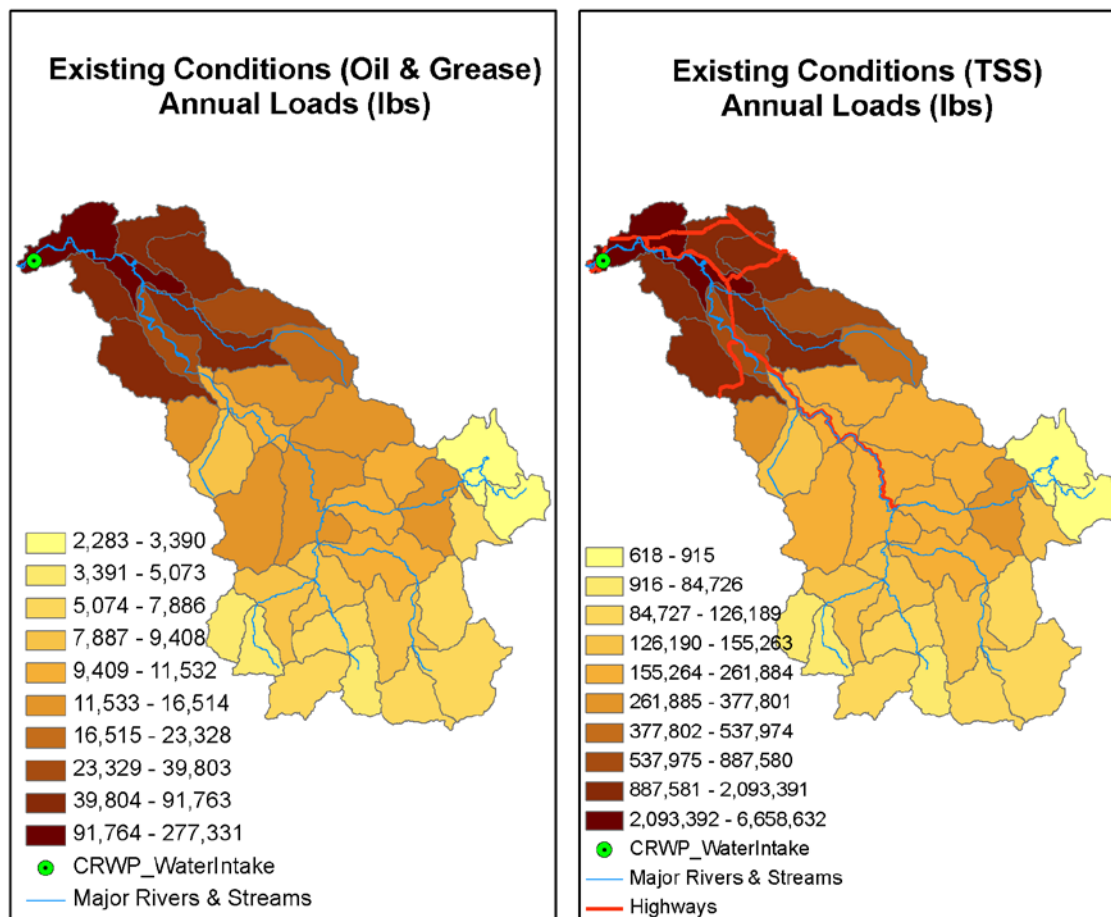 Existing Conditions (Oil & Grease)
Annual Loads (lbs)
2,283 - 3,390
3,391 - 5,073
5,074 - 7,886
7,887 - 9,408
9,409 - 11,532
11,533 - 16,514
16,515 - 23,328
23,329 - 39,803
39,804 - 91,763
91,764 - 277,331
CRWP_WaterIntake
Major Rivers & Streams
Existing Conditions (TSS)
Annual Loads (lbs)
618 - 915
916 - 84,726
84,727 - 126,189
126,190 - 155,263
155,264 - 261,884
261,885 - 377,801
377,802 - 537,974
537,975 - 887,580
887,581 - 2,093,391
2,093,392 - 6,658,632
CRWP_WaterIntake
Major Rivers & Streams
Highways